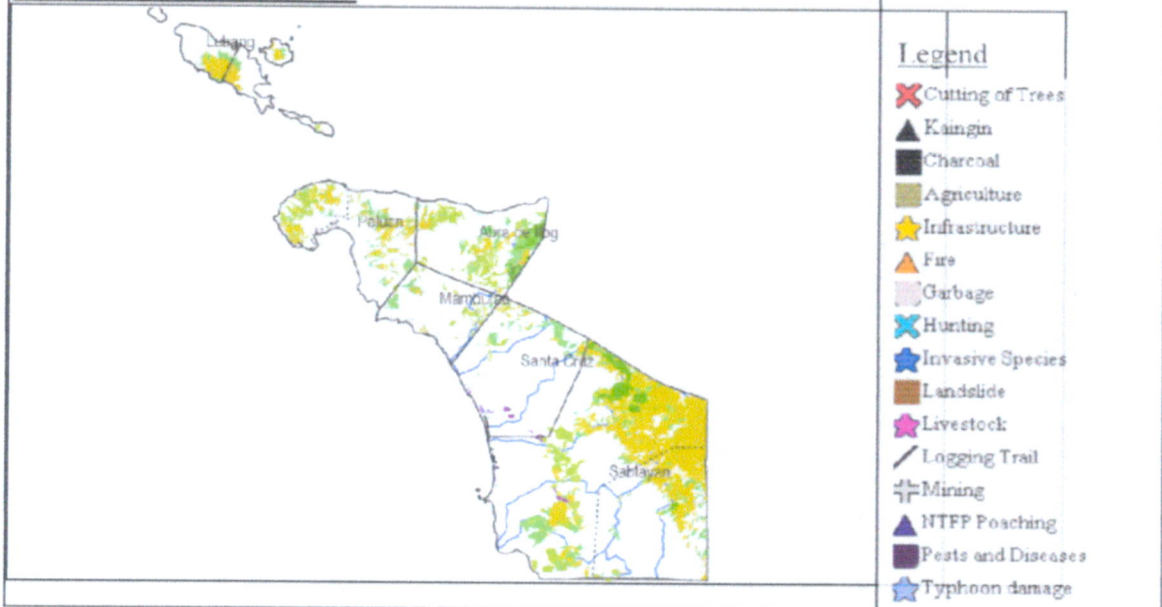 Lubang
Paluan
Abra de Ilog
Mamburao
Santa Cruz
Sablayan
Legend
Cutting of Trees
Kaingin
Charcoal
Agriculture
Infrastructure
Fire
Garbage
Hunting
Invasive Species
Landslide
Livestock
Logging Trail
Mining
NTFP Poaching
Pests and Diseases
Typhoon damage